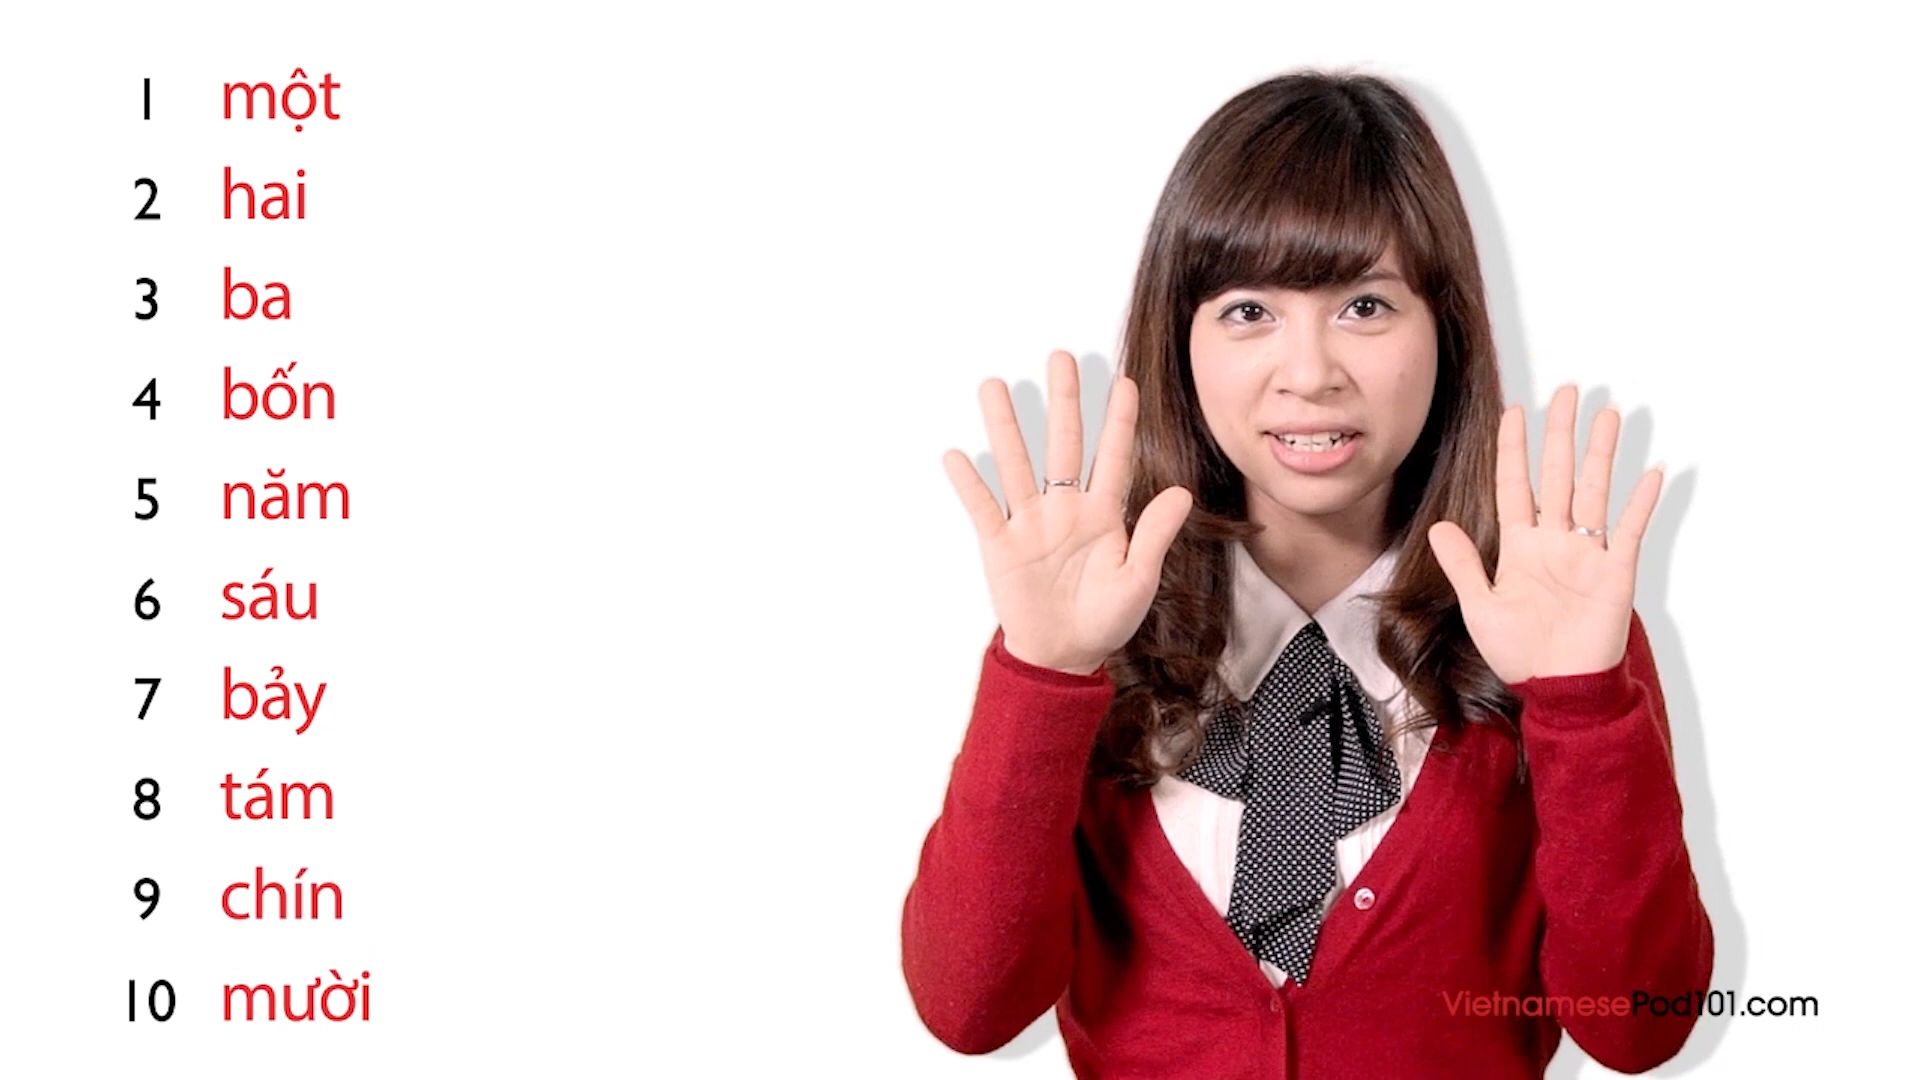 1 một
2 hai
3 ba
4 bốn
5 năm
6 sáu
7 bảy
8 tám
9 chín
10 mười
VietnamesePod101.com